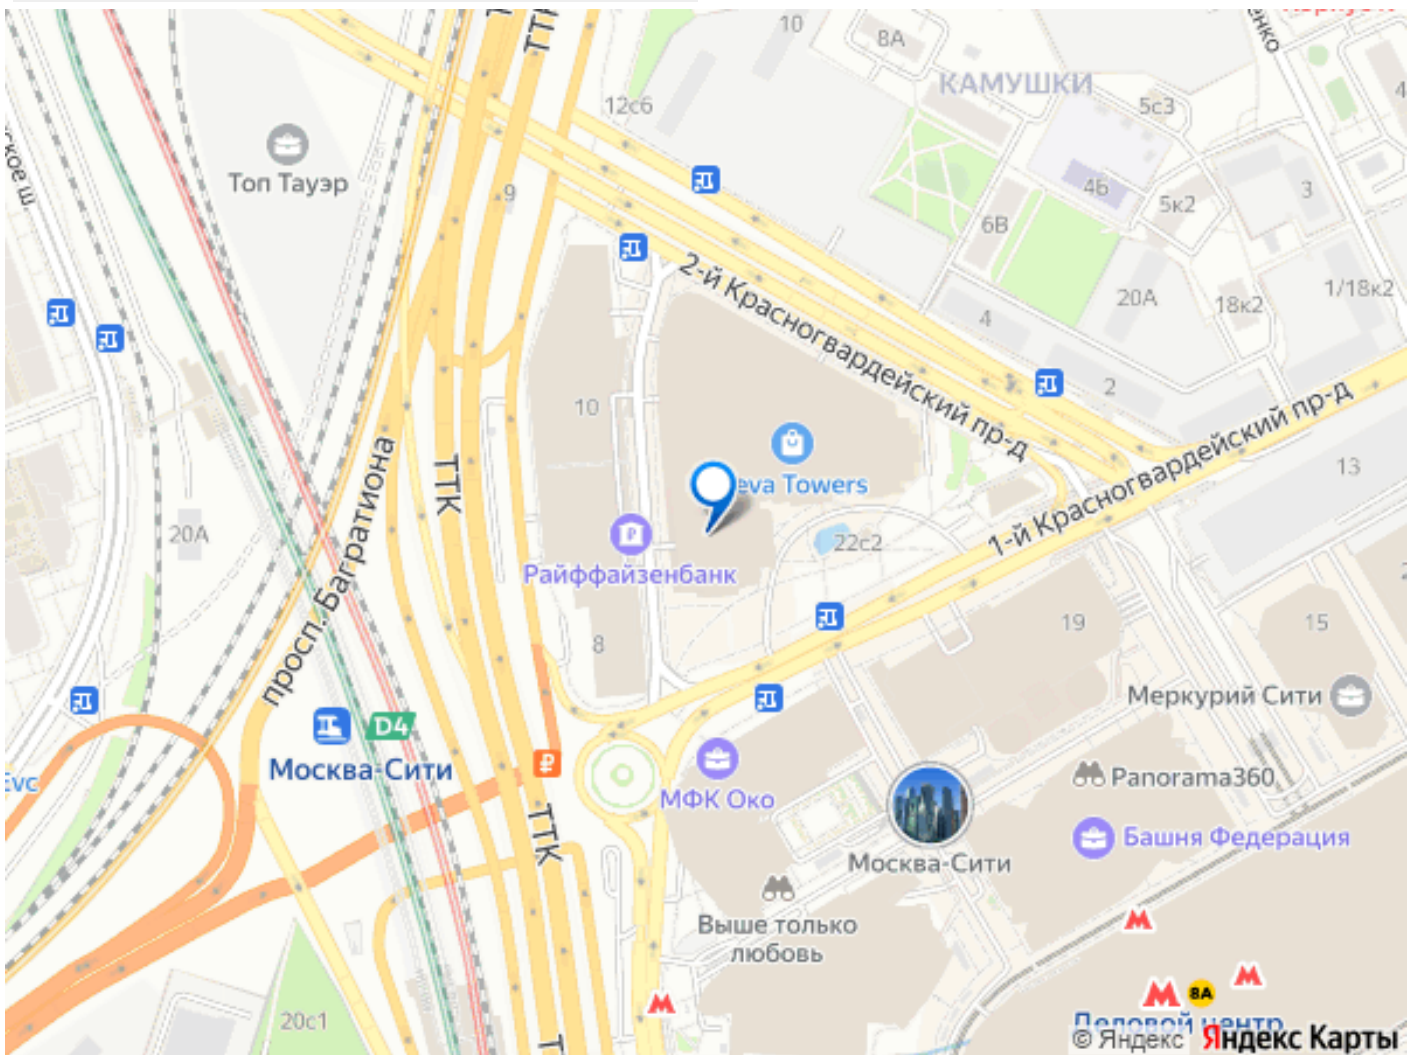 10
8А
КАМУШКИ
5с3
12с6
ТТК
Топ Тауэр
9
4Б
3
5к2
6В
2-й Красногвардейский пр-д
20А
18к2
1/18к2
4
2
10
ТТК
просп. Багратиона
eva Towers
1-й Красногвардейский пр-д
13
20А
22с2
Райффайзенбанк
8
19
15
Меркурий Сити
D4
Москва-Сити
₽
МФК Око
Panorama360
Башня Федерация
ТТК
Москва-Сити
Выше только
любовь
8А
20с1
Деловой центр
© Яндекс Яндекс Карты